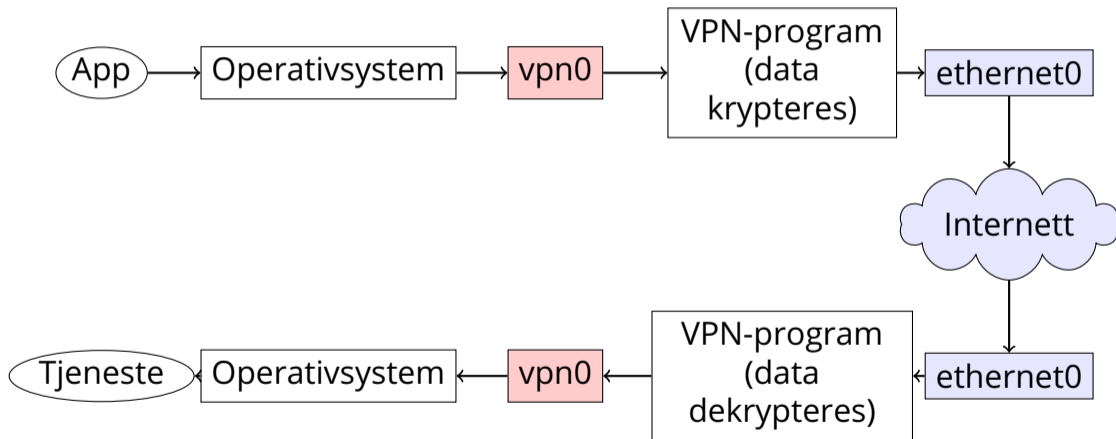 App
Operativsystem
vpn0
VPN-program
(data
krypteres)
ethernet0
Internett
Tjeneste
Operativsystem
vpn0
VPN-program
(data
dekrypteres)
ethernet0